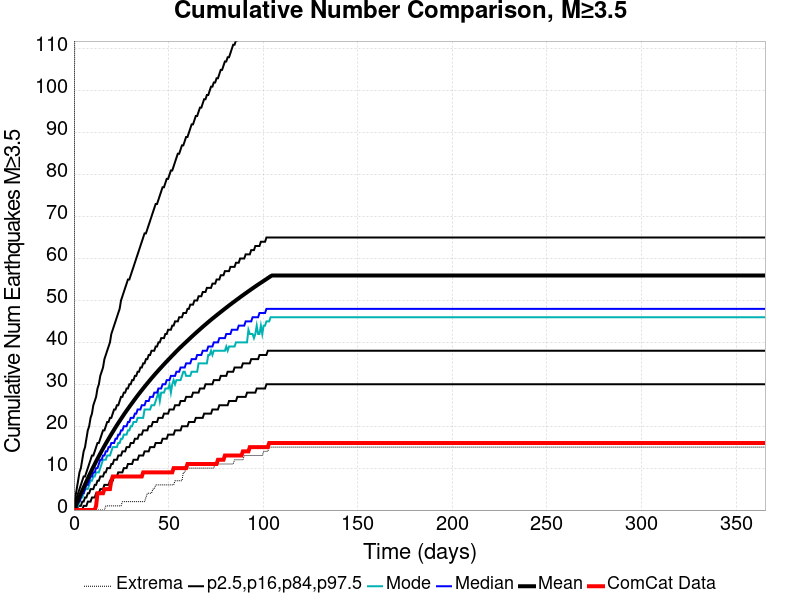 Cumulative Number Comparison, M≥3.5
Cumulative Num Earthquakes M≥3.5
110
100
90
80
70
60
50
40
30
20
10
0
0 50 100 150 200 250 300 350
Time (days)
Extrema p2.5,p16,p84,p97.5 Mode Median Mean ComCat Data